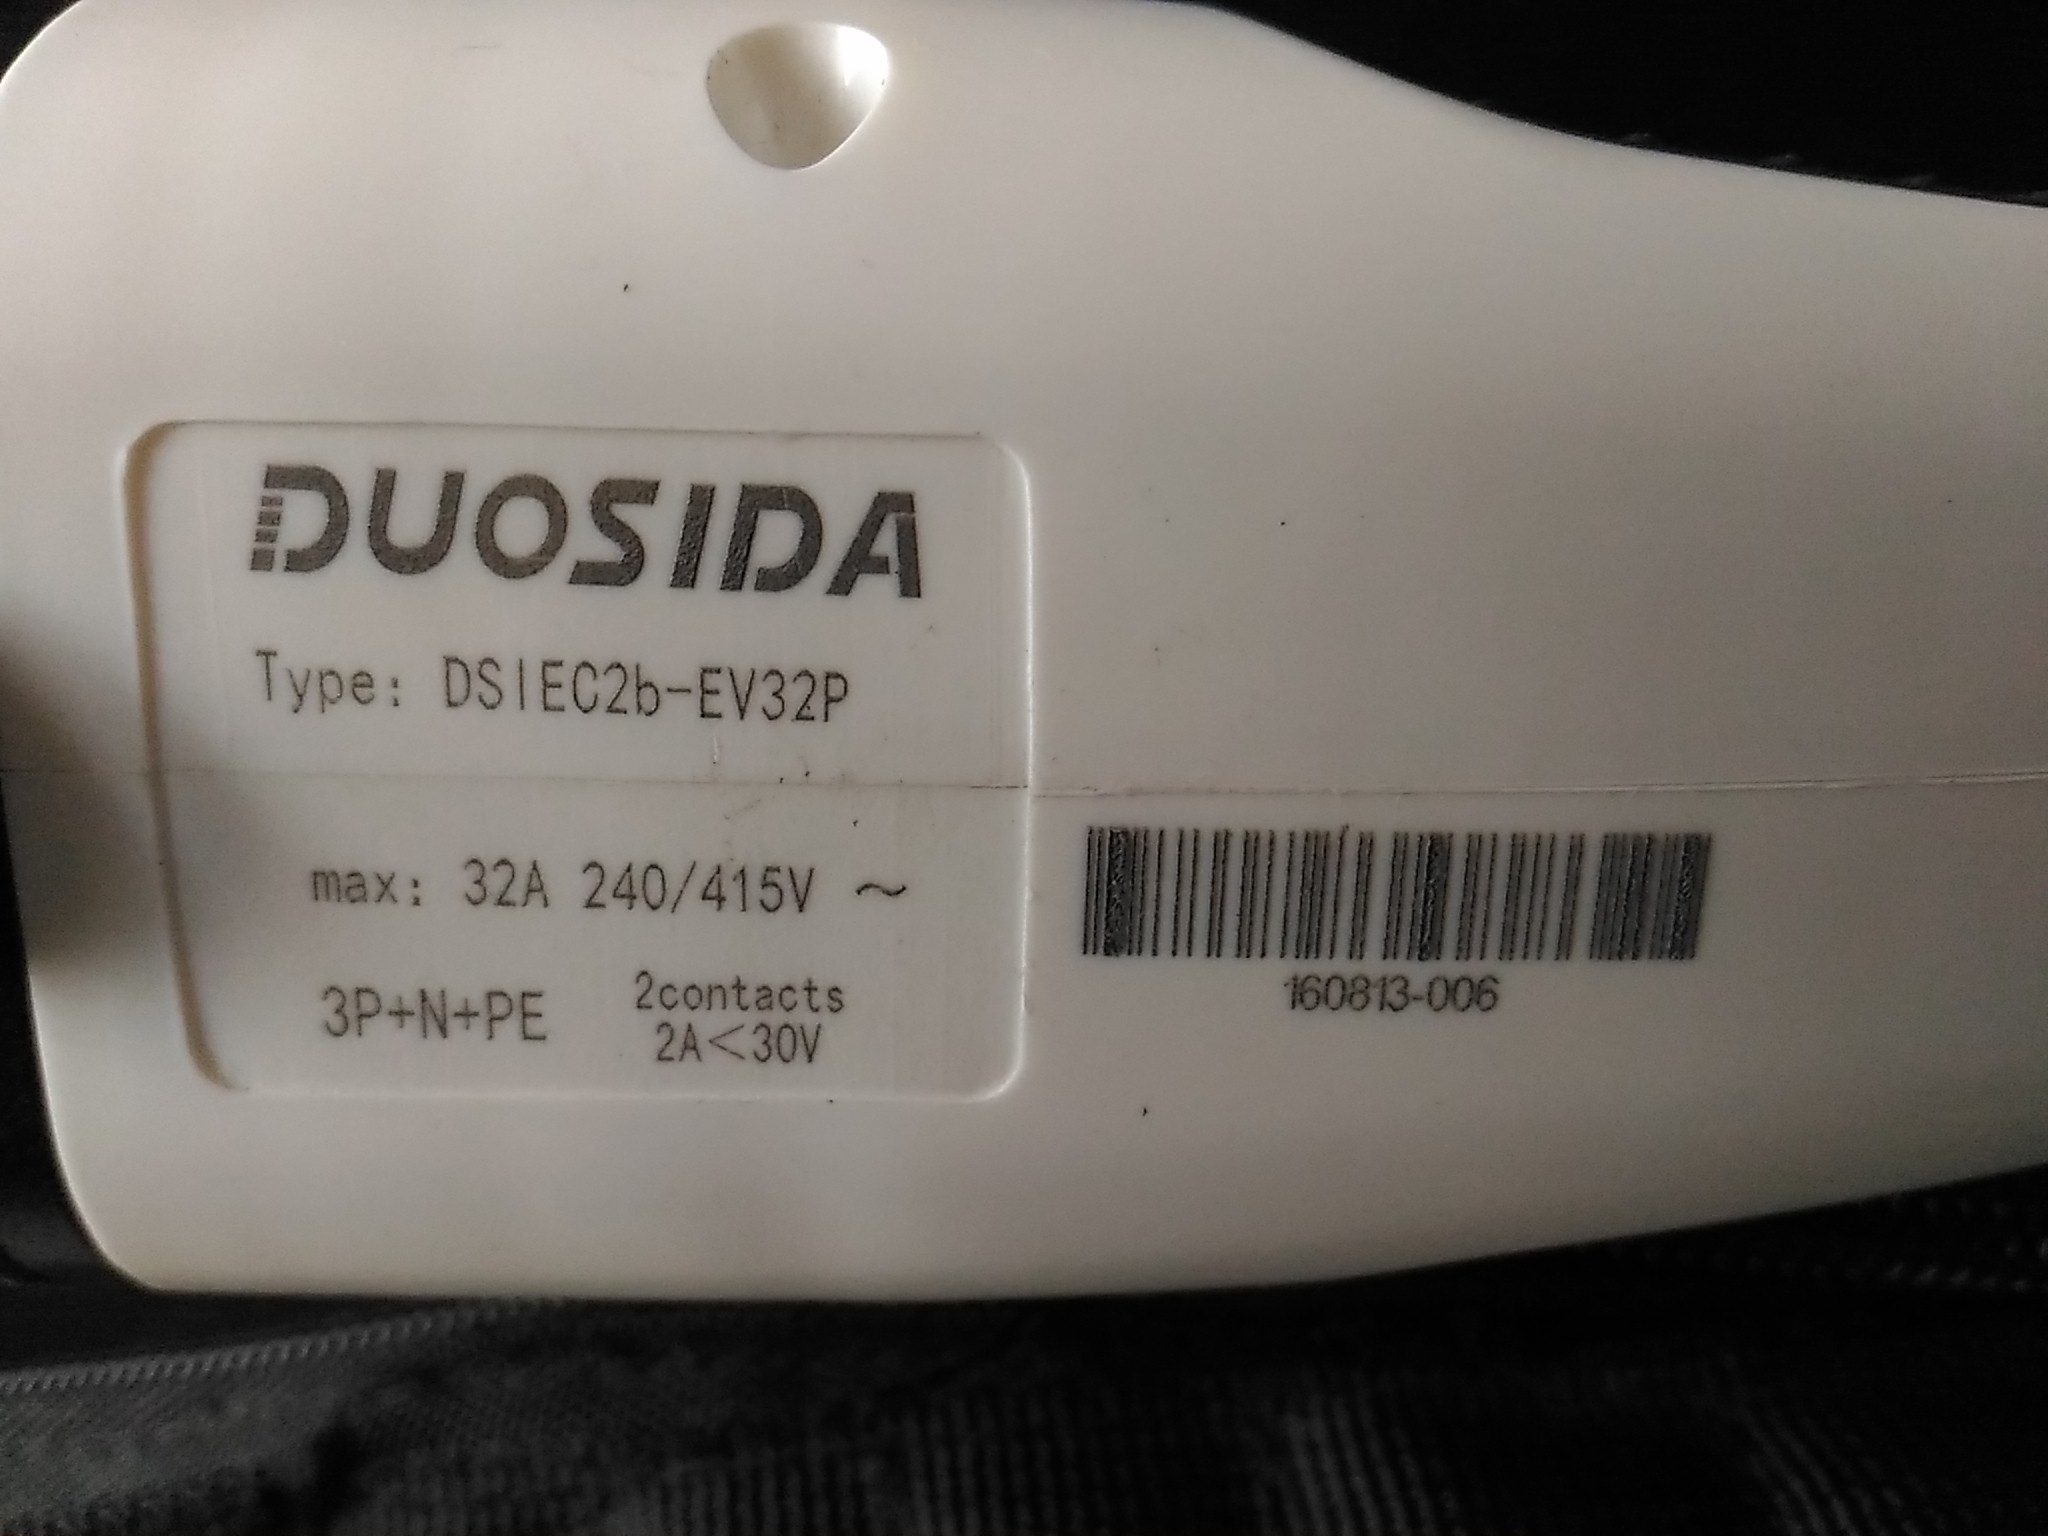 DUOSIDA
Type: DSIEC2b-EV32P
max: 32A 240/415V ~
3P+N+PE
2contacts
2A<30V
160813-006